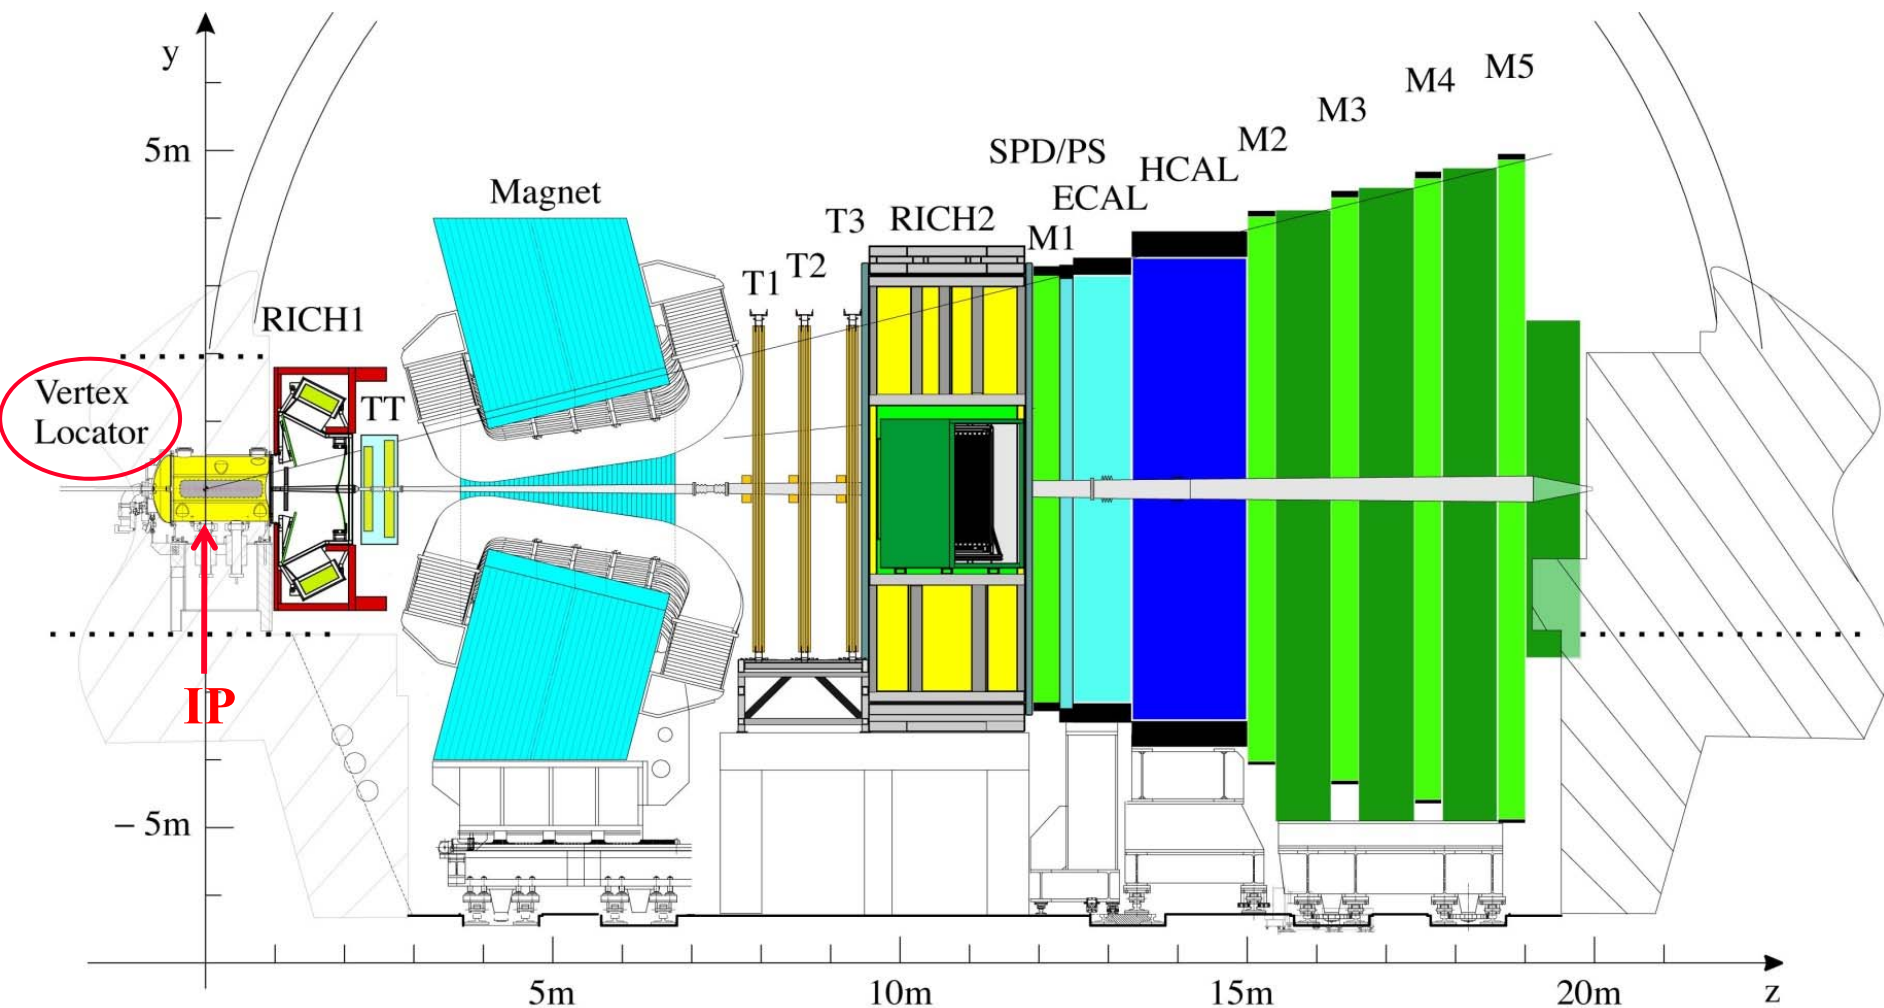 y
5m
Magnet
RICH1
Vertex
Locator
TT
T1
T2
T3
RICH2
M1
SPD/PS
ECAL
HCAL
M2
M3
M4
M5
IP
– 5m
5m
10m
15m
20m
z